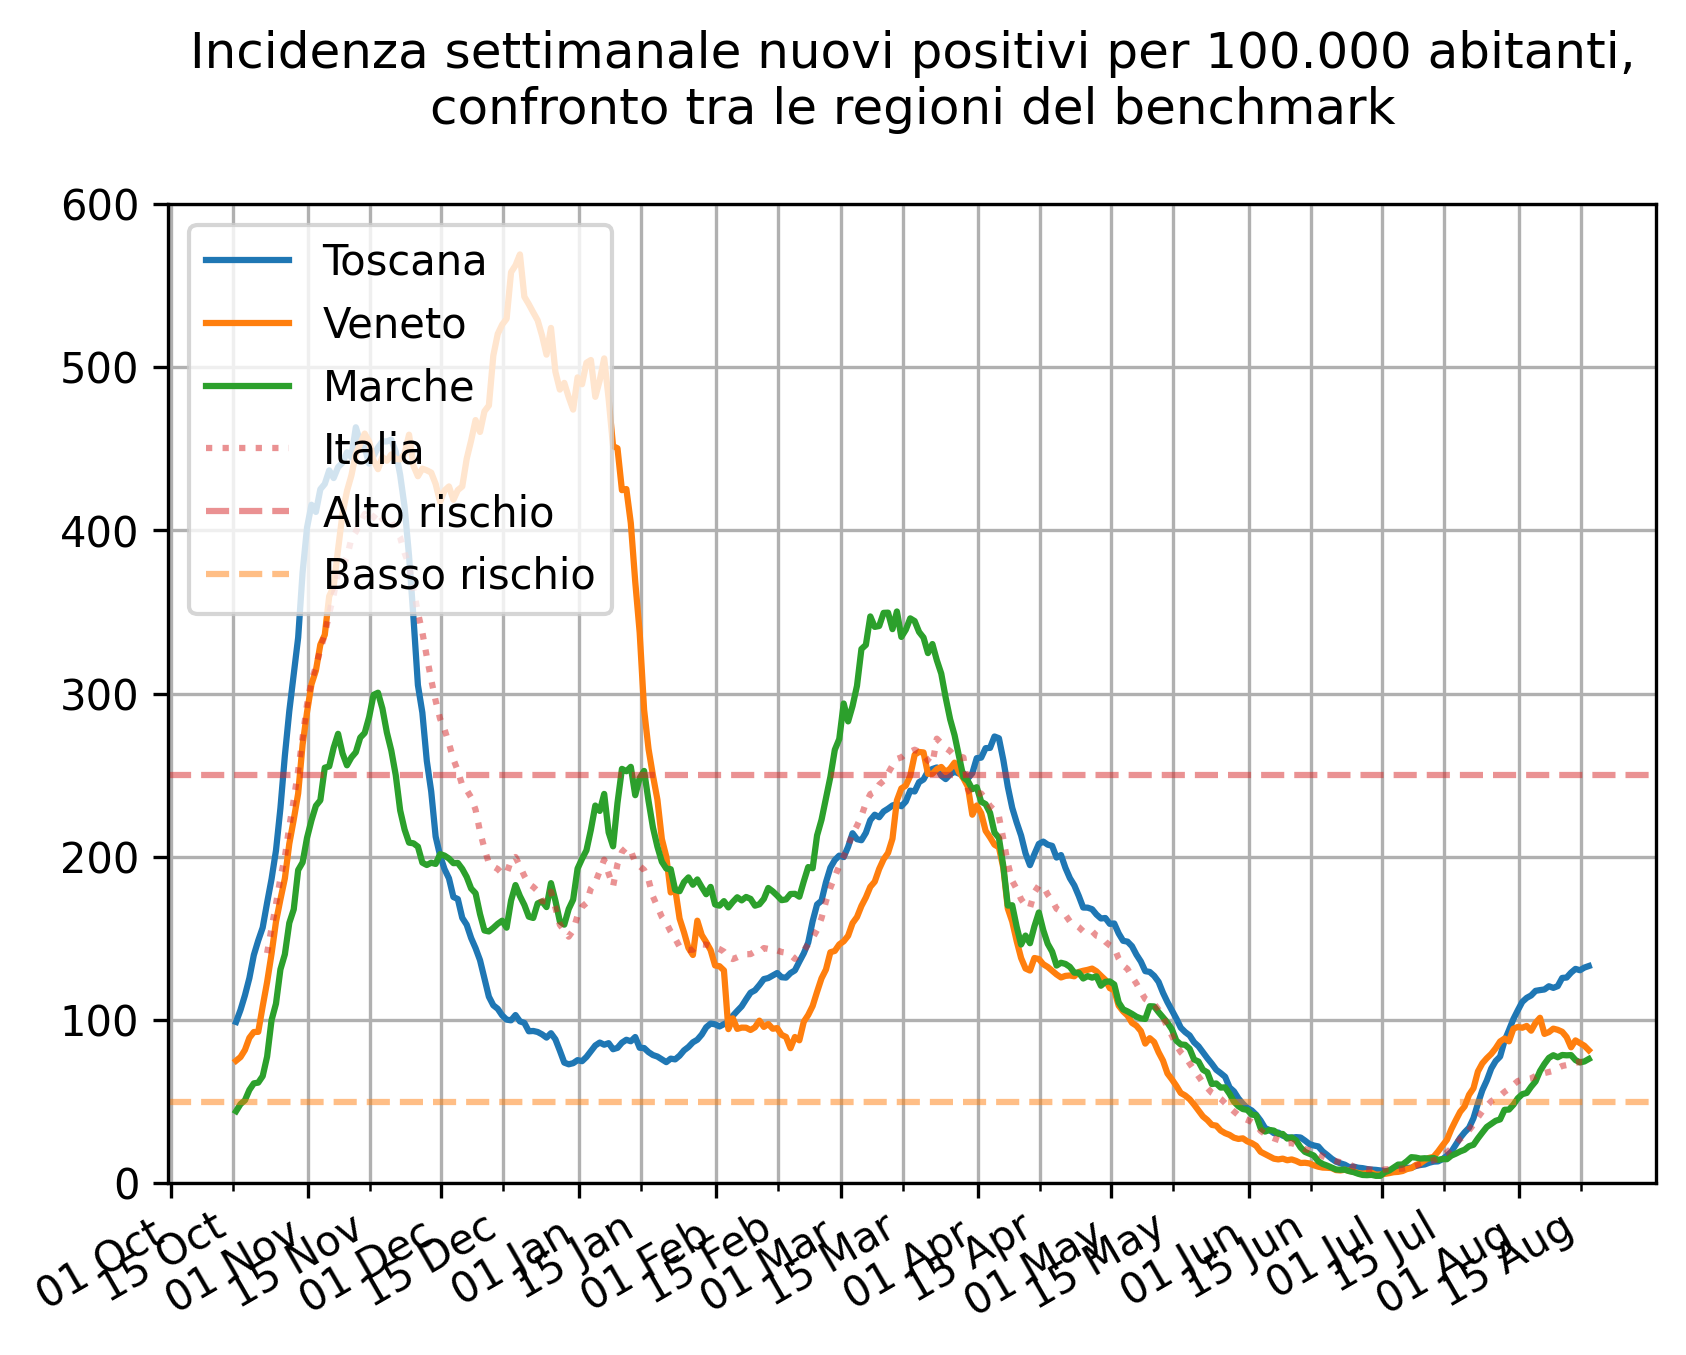 Incidenza settimanale nuovi positivi per 100.000 abitanti,
confronto tra le regioni del benchmark
600
500
400
300
200
100
0
Toscana
Veneto
Marche
Italia
Alto rischio
Basso rischio
01 Oct
15 Oct
01 Nov
15 Nov
01 Dec
15 Dec
01 Jan
15 Jan
01 Feb
15 Feb
01 Mar
15 Mar
01 Apr
15 Apr
01 May
15 May
01 Jun
15 Jun
01 Jul
15 Jul
01 Aug
15 Aug